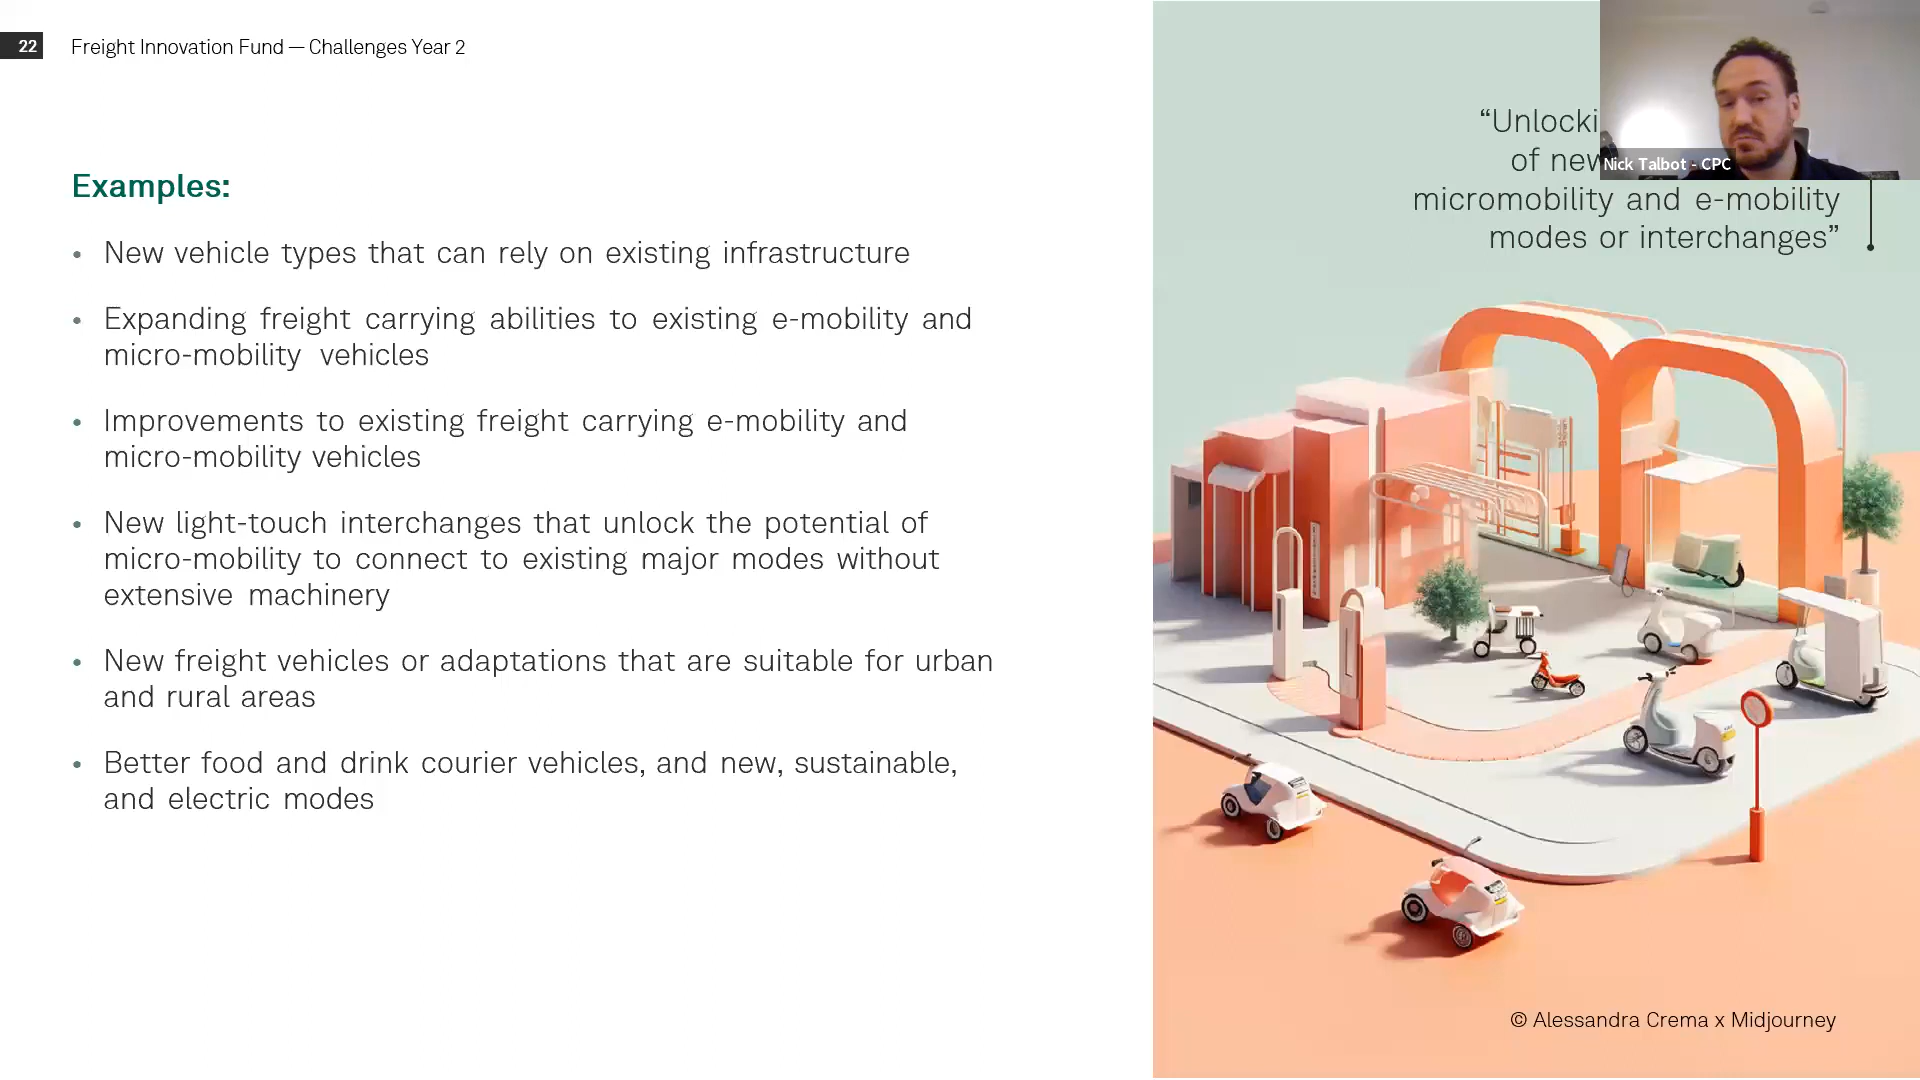 22
Freight Innovation Fund — Challenges Year 2
Examples:
• New vehicle types that can rely on existing infrastructure
• Expanding freight carrying abilities to existing e-mobility and
micro-mobility vehicles
• Improvements to existing freight carrying e-mobility and
micro-mobility vehicles
• New light-touch interchanges that unlock the potential of
micro-mobility to connect to existing major modes without
extensive machinery
• New freight vehicles or adaptations that are suitable for urban
and rural areas
• Better food and drink courier vehicles, and new, sustainable,
and electric modes
“Unlocki
of new
micromobility and e-mobility
modes or interchanges”
Nick Talbot - CPC
© Alessandra Crema x Midjourney